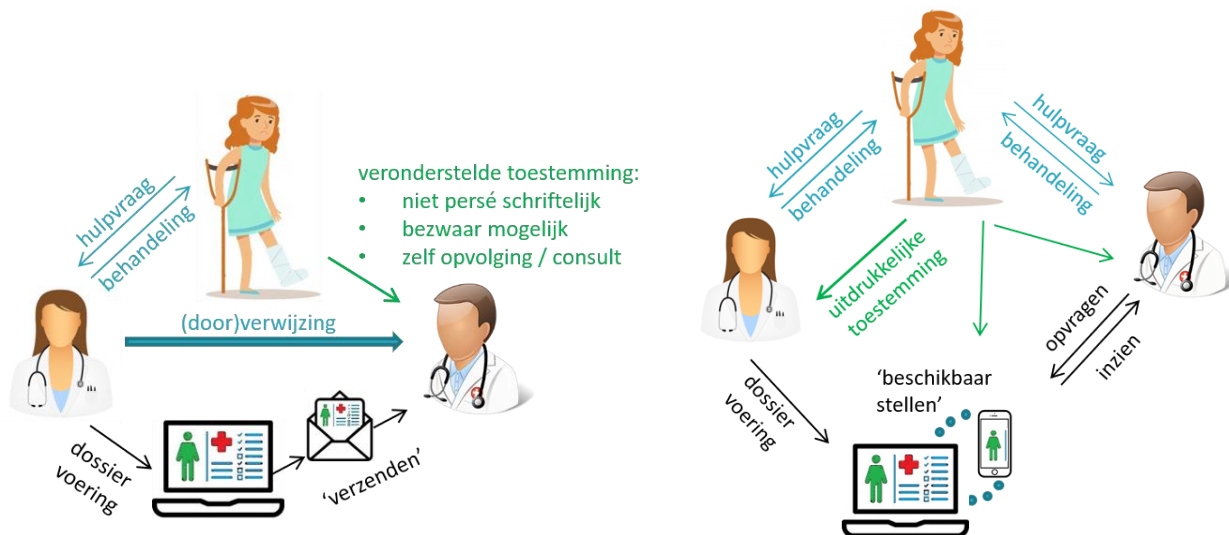 hulpvraag
behandeling
veronderstelde toestemming:
• niet persé schriftelijk
• bezwaar mogelijk
• zelf opvolging / consult
(door)verwijzing
dossier
voering
‘verzenden’
hulpvraag
behandeling
hulpvraag
behandeling
uitdrukkelijke
toestemming
opvragen
inzien
dossier
voering
‘beschikbaar
stellen’